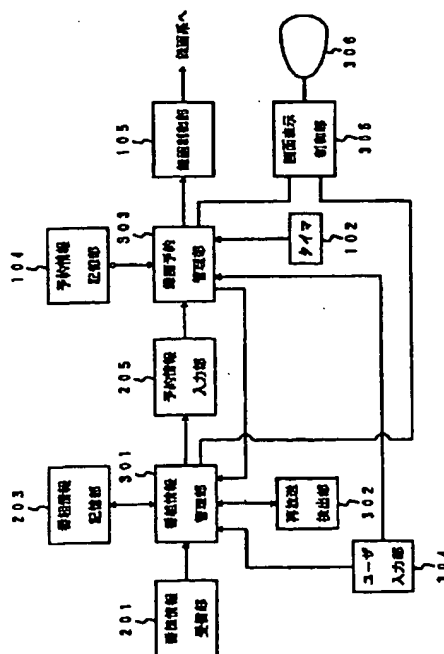 104
予約情報
記憶部
203
番組情報
記憶部
201
番組情報
受信部
301
番組情報
管理部
205
予約情報
入力部
303
録画予約
管理部
105
録画制御部
録画系へ
302
再放送
検出部
102
タイマ
305
画面表示
制御部
306
304
ユーザ
入力部